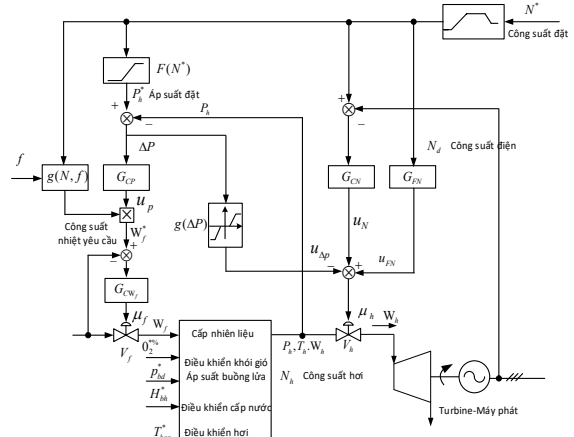 N*
Công suất đặt
F(N*)
P*h Áp suất đặt
+
−
Ph
+
−
f
ΔP
Nd Công suất điện
g(N, f)
GCP
GCN
GFN
up
g(ΔP)
uN
Công suất
nhiệt yêu cầu
W*f
uΔp
− +
uFN
+
−
GCWf
μf
Wf
Vf
0*%2
Cấp nhiên liệu
Ph,Th.Wh
μh
Wh
Vh
Điều khiển khói gió
p*bd
Áp suất buồng lửa
Nh Công suất hơi
H*bh
Điều khiển cấp nước
Turbine-Máy phát
Điều khiển hơi